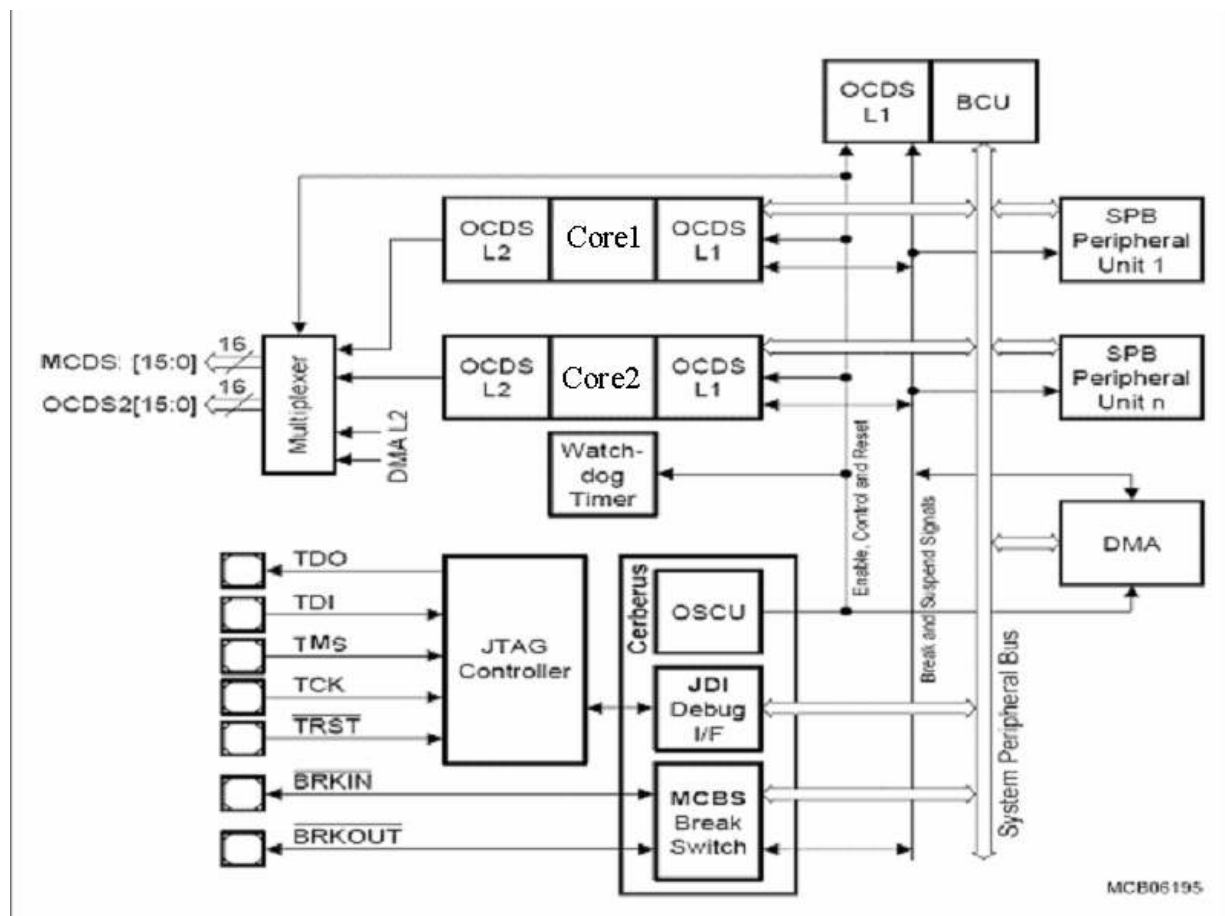 OCDS
L1
BCU
OCDS
L2
Core1
OCDS
L1
SPB
Peripheral
Unit 1
MCDS: [15:0]
16
OCDS2[15:0]
16
Multiplexer
OCDS
L2
Core2
OCDS
L1
SPB
Peripheral
Unit n
DMA L2
Watch-
dog
Timer
Enable, Control and Reset
Break and Suspend Signals
DMA
TDO
TDI
TMS
TCK
TRST
BRKIN
BRKOUT
JTAG
Controller
Cerberus
OSCU
JDI
Debug
I/F
MCBS
Break
Switch
System Peripheral Bus
MCB06195